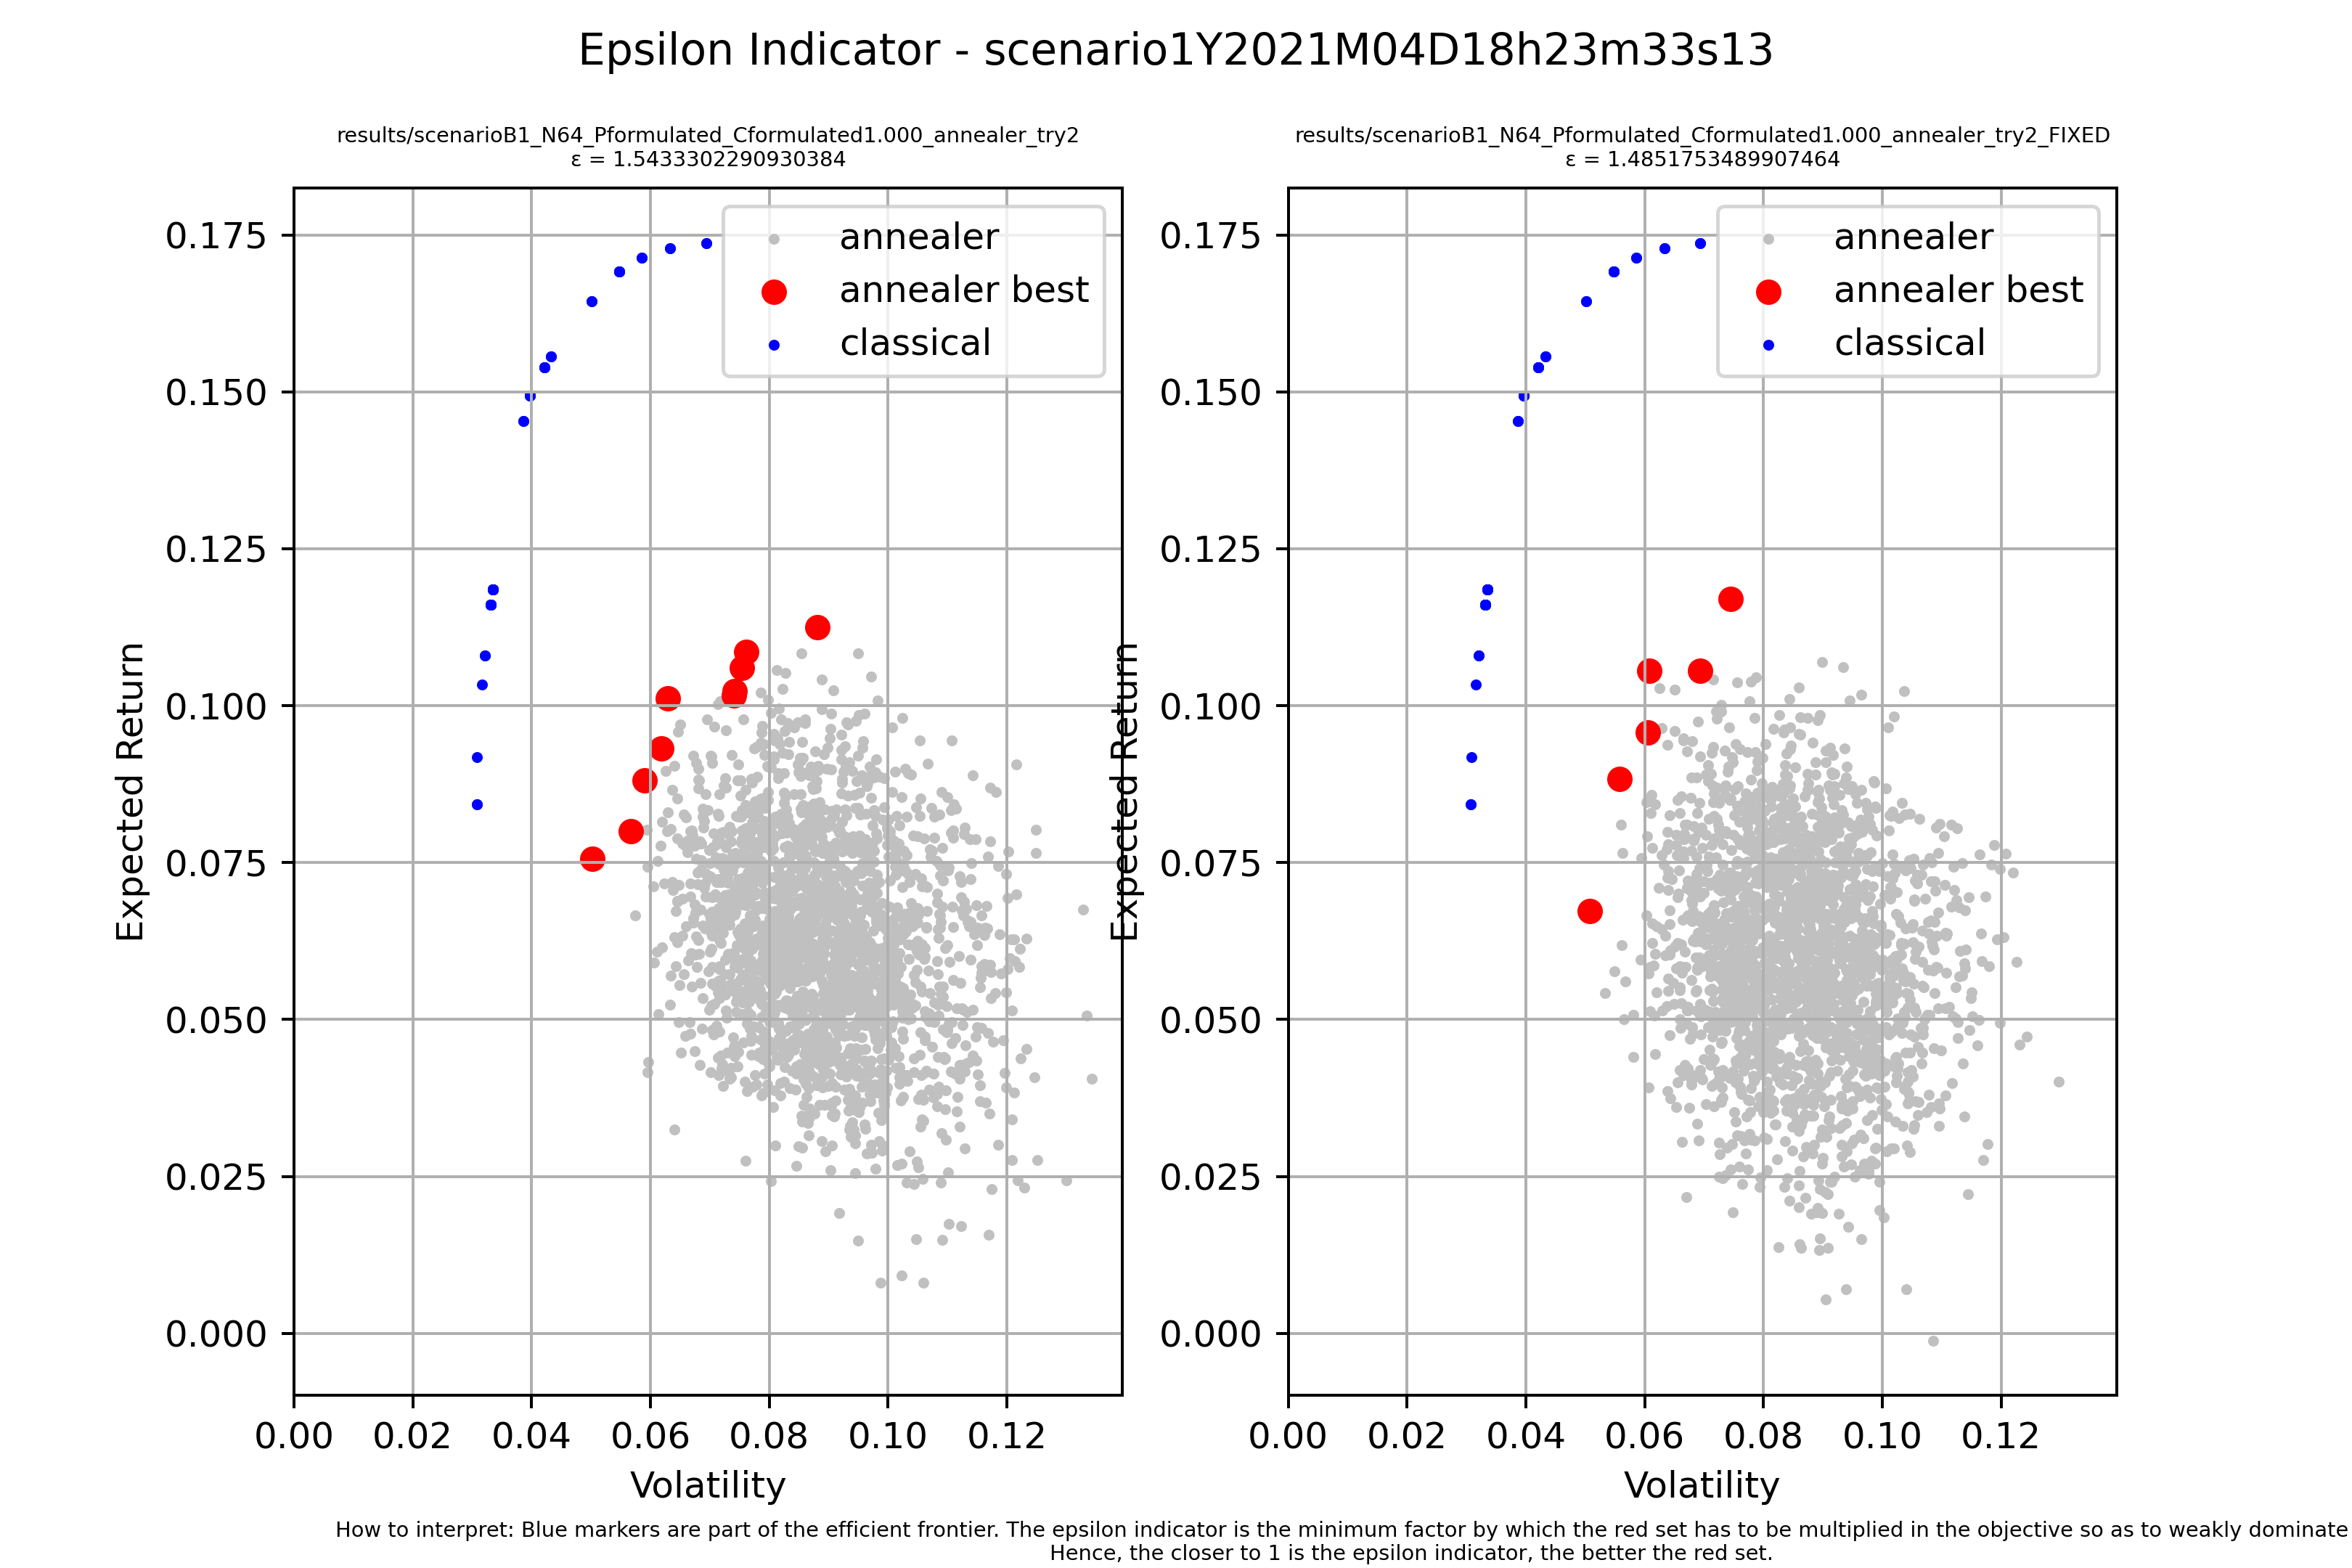 Epsilon Indicator - scenario1Y2021M04D18h23m33s13
results/scenarioB1_N64_Pformulated_Cformulated1.000_annealer_try2
ε = 1.5433302290930384
annealer
annealer best
classical
0.175
0.150
0.125
0.100
0.075
0.050
0.025
0.000
Expected Return
0.00 0.02 0.04 0.06 0.08 0.10 0.12
Volatility
results/scenarioB1_N64_Pformulated_Cformulated1.000_annealer_try2_FIXED
ε = 1.4851753489907464
annealer
annealer best
classical
0.175
0.150
0.125
0.100
0.075
0.050
0.025
0.000
Expected Return
0.00 0.02 0.04 0.06 0.08 0.10 0.12
Volatility
How to interpret: Blue markers are part of the efficient frontier. The epsilon indicator is the minimum factor by which the red set has to be multiplied in the objective so as to weakly dominate
Hence, the closer to 1 is the epsilon indicator, the better the red set.